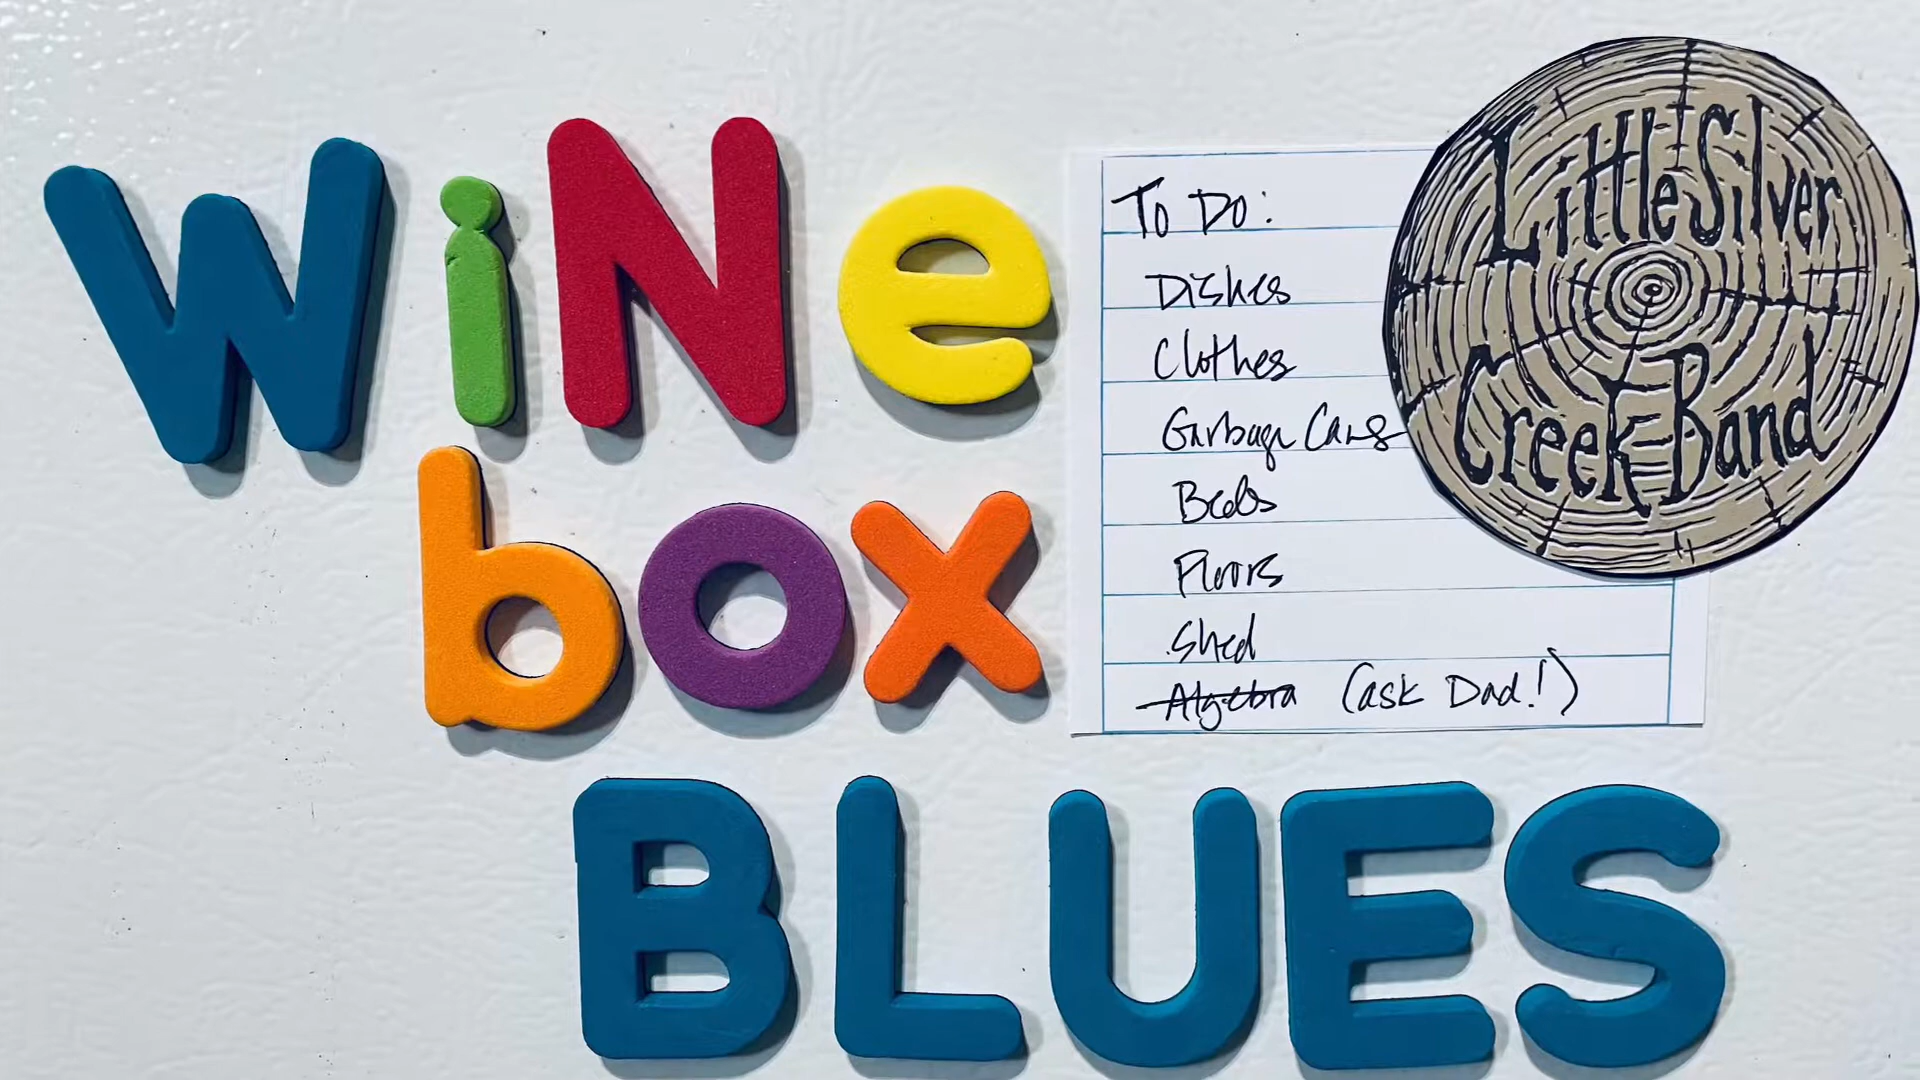 WiNe
box
BLUES
To Do:
Dishes
Clothes
Garbage Cans
Beds
Floors
Shed
Algebra (ask Dad!)
Little Silver
Creek Band